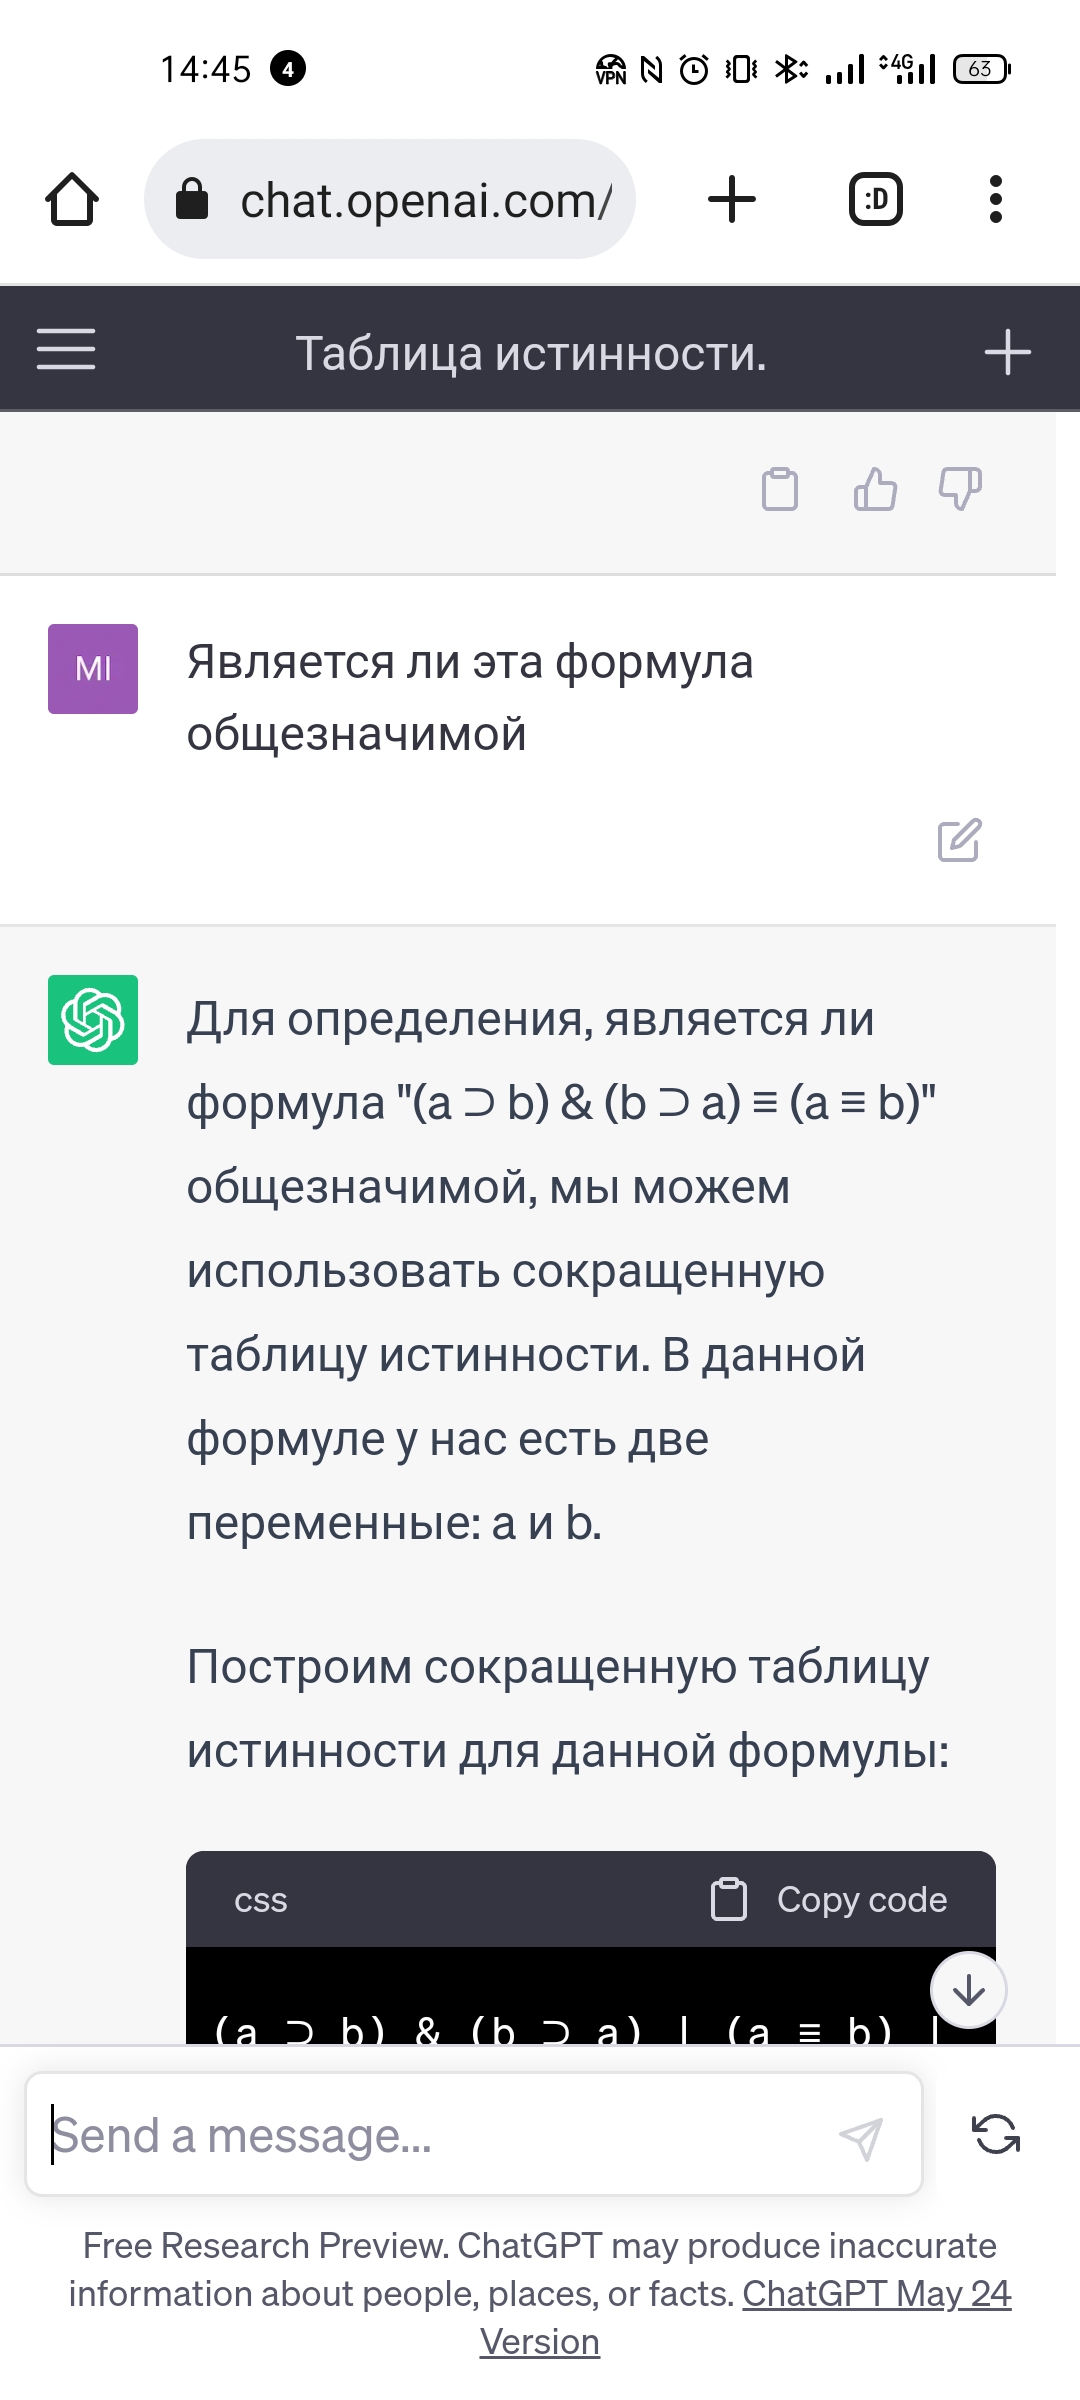 14:45 4 VPN 4G 63
chat.openai.com/ :D
Таблица истинности.
MI
Является ли эта формула
общезначимой
Для определения, является ли
формула "(a ⊃ b) & (b ⊃ a) ≡ (a ≡ b)"
общезначимой, мы можем
использовать сокращенную
таблицу истинности. В данной
формуле у нас есть две
переменные: a и b.
Построим сокращенную таблицу
истинности для данной формулы:
css Copy code
(a ⊃ b) & (b ⊃ a) | (a ≡ b) |
Send a message...
Free Research Preview. ChatGPT may produce inaccurate
information about people, places, or facts. ChatGPT May 24
Version